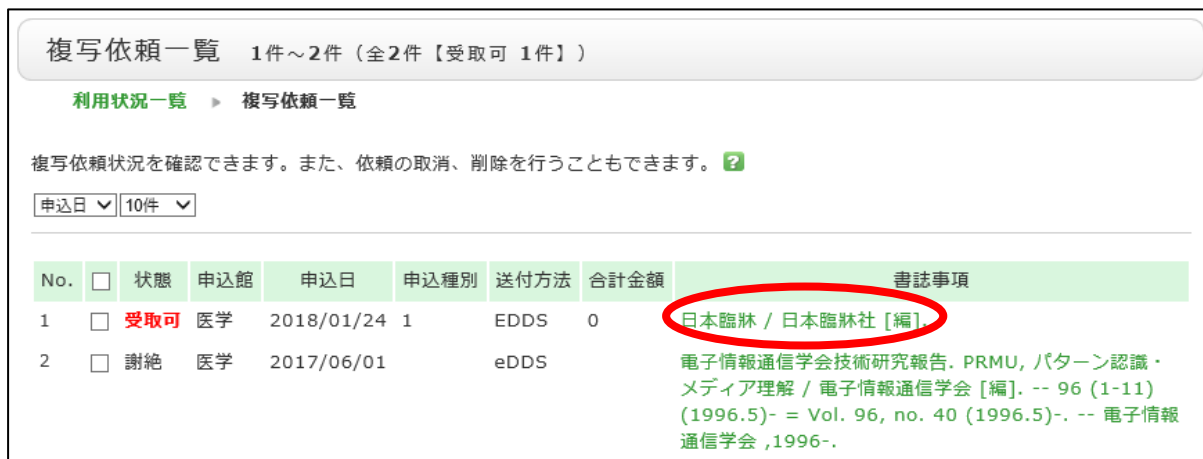 複写依頼一覧 1件～2件（全2件【受取可 1件】）
利用状況一覧 ▶ 複写依頼一覧
複写依頼状況を確認できます。また、依頼の取消、削除を行うこともできます。 ?
申込日 10件
No. 状態 申込館 申込日 申込種別 送付方法 合計金額 書誌事項
1 受取可 医学 2018/01/24 1 EDDS 0 日本臨牀 / 日本臨牀社 [編].
2 謝絶 医学 2017/06/01 eDDS 電子情報通信学会技術研究報告. PRMU, パターン認識・
メディア理解 / 電子情報通信学会 [編]. -- 96 (1-11)
(1996.5)- = Vol. 96, no. 40 (1996.5)-. -- 電子情報
通信学会 ,1996-.